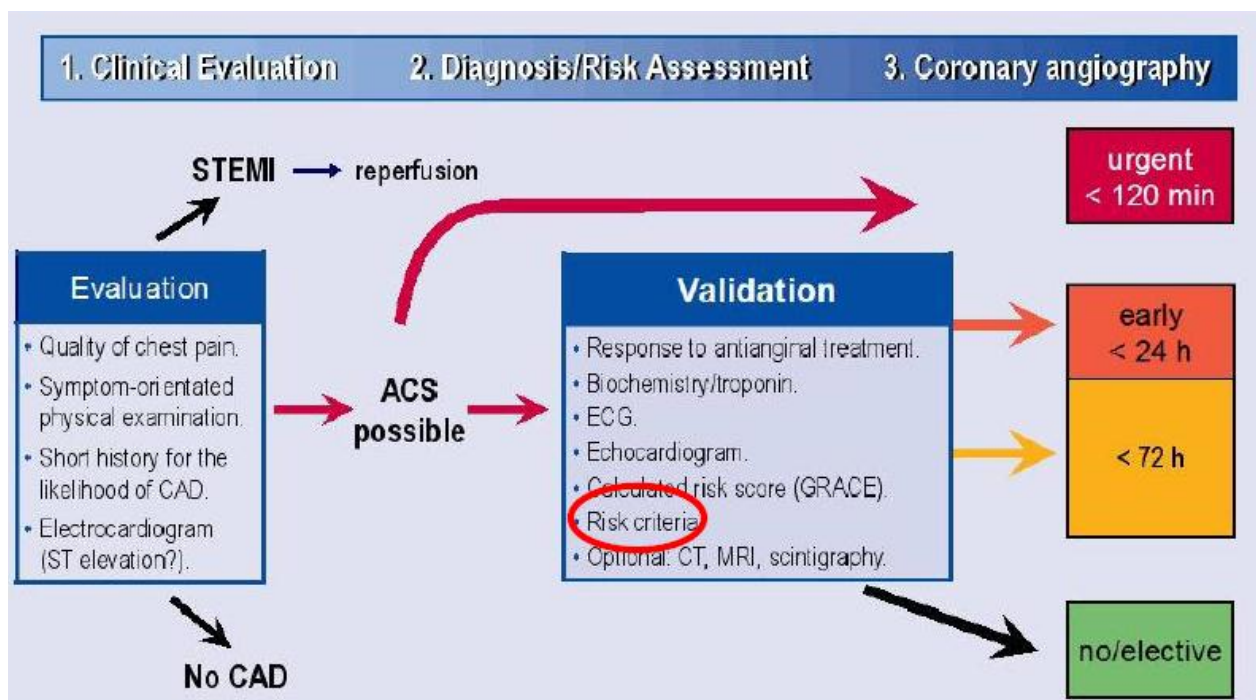 1. Clinical Evaluation
2. Diagnosis/Risk Assessment
3. Coronary angiography
STEMI
reperfusion
urgent
< 120 min
Evaluation
• Quality of chest pain.
• Symptom-orientated
physical examination.
• Short history for the
likelihood of CAD.
• Electrocardiogram
(ST elevation?).
ACS
possible
No CAD
Validation
• Response to antianginal treatment.
• Biochemistry/troponin.
• ECG.
• Echocardiogram.
• Calculated risk score (GRACE).
• Risk criteria
• Optional: CT, MRI, scintigraphy.
early
< 24 h
< 72 h
no/elective